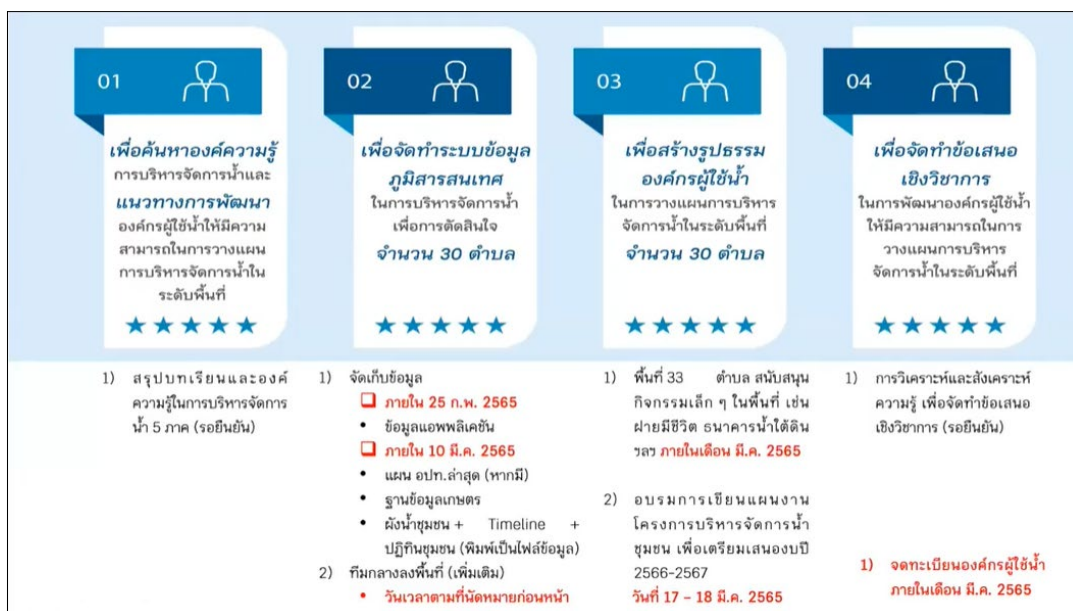 01
เพื่อค้นหาองค์ความรู้
การบริหารจัดการน้ำและ
แนวทางการพัฒนา
องค์กรผู้ใช้น้ำให้มีความ
สามารถในการวางแผน
การบริหารจัดการน้ำใน
ระดับพื้นที่
1) สรุปบทเรียนและองค์
ความรู้ในการบริหารจัดการ
น้ำ 5 ภาค (รอยืนยัน)
02
เพื่อจัดทำระบบข้อมูล
ภูมิสารสนเทศ
ในการบริหารจัดการน้ำ
เพื่อการตัดสินใจ
จำนวน 30 ตำบล
1) จัดเก็บข้อมูล
ภายใน 25 ก.พ. 2565
• ข้อมูลแอพพลิเคชัน
ภายใน 10 มี.ค. 2565
• แผน อปท.ล่าสุด (หากมี)
• ฐานข้อมูลเกษตร
• ผังน้ำชุมชน + Timeline +
ปฏิทินชุมชน (พิมพ์เป็นไฟล์ข้อมูล)
2) ทีมกลางลงพื้นที่ (เพิ่มเติม)
• วันเวลาตามที่นัดหมายก่อนหน้า
03
เพื่อสร้างรูปธรรม
องค์กรผู้ใช้น้ำ
ในการวางแผนการบริหาร
จัดการน้ำในระดับพื้นที่
จำนวน 30 ตำบล
1) พื้นที่ 33 ตำบล สนับสนุน
กิจกรรมเล็ก ๆ ในพื้นที่ เช่น
ฝายมีชีวิต ธนาคารน้ำใต้ดิน
ฯลฯ ภายในเดือน มี.ค. 2565
2) อบรมการเขียนแผนงาน
โครงการบริหารจัดการน้ำ
ชุมชน เพื่อเตรียมเสนองบปี
2566-2567
วันที่ 17 – 18 มี.ค. 2565
04
เพื่อจัดทำข้อเสนอ
เชิงวิชาการ
ในการพัฒนาองค์กรผู้ใช้น้ำ
ให้มีความสามารถในการ
วางแผนการบริหาร
จัดการน้ำในระดับพื้นที่
1) การวิเคราะห์และสังเคราะห์
ความรู้ เพื่อจัดทำข้อเสนอ
เชิงวิชาการ (รอยืนยัน)
1) จดทะเบียนองค์กรผู้ใช้น้ำ
ภายในเดือน มี.ค. 2565